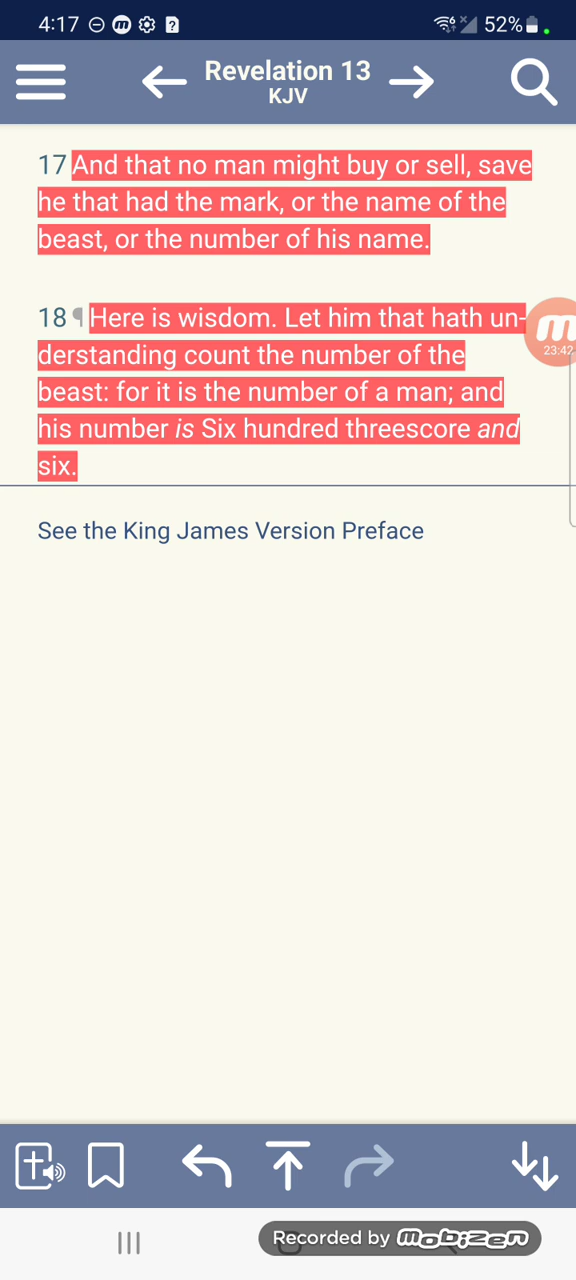 4:17 52%
Revelation 13
KJV
17 And that no man might buy or sell, save
he that had the mark, or the name of the
beast, or the number of his name.
18 ¶ Here is wisdom. Let him that hath un-
derstanding count the number of the
beast: for it is the number of a man; and
his number is Six hundred threescore and
six.
m
23:42
See the King James Version Preface
Recorded by mobizen